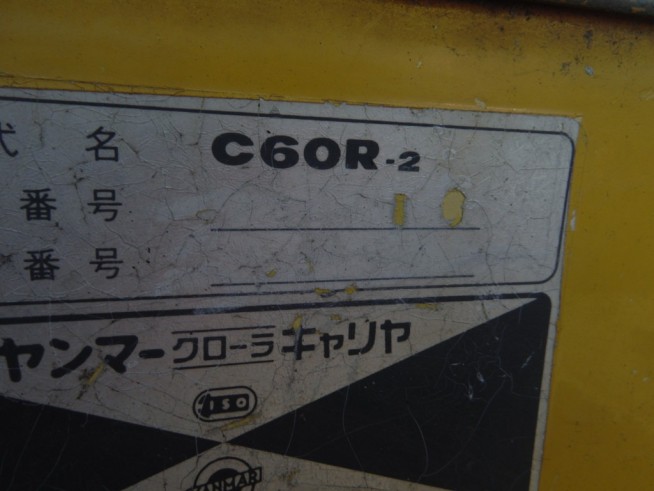 式 名 C60R-2
番 号
番 号
ヤンマークローラキャリヤ
ISO
YANMAR